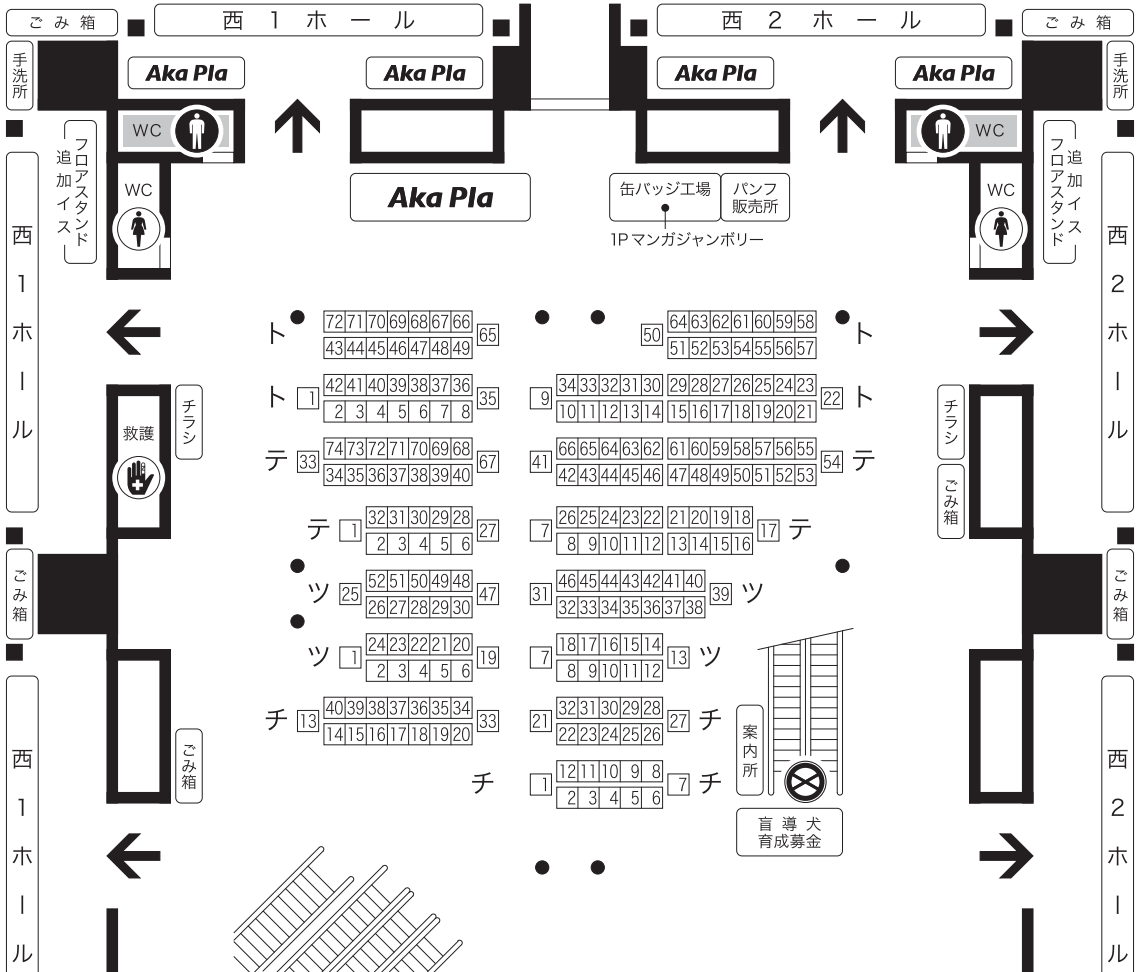 ごみ箱
西1ホール
西2ホール
ごみ箱
手洗所
Aka Pla
Aka Pla
Aka Pla
Aka Pla
手洗所
WC
WC
追加イス
フロアスタンド
WC
Aka Pla
缶バッジ工場
パンフ
販売所
1Pマンガジャンボリー
WC
追加イス
フロアスタンド
西1ホール
西2ホール
ト 72 71 70 69 68 67 66 65 50 64 63 62 61 60 59 58 ト
43 44 45 46 47 48 49 51 52 53 54 55 56 57
ト 1 42 41 40 39 38 37 36 35 9 34 33 32 31 30 29 28 27 26 25 24 23 22 ト
2 3 4 5 6 7 8 10 11 12 13 14 15 16 17 18 19 20 21
チラシ
救護
チラシ
テ 33 74 73 72 71 70 69 68 67 41 66 65 64 63 62 61 60 59 58 57 56 55 54 テ
34 35 36 37 38 39 40 42 43 44 45 46 47 48 49 50 51 52 53
ごみ箱
テ 1 32 31 30 29 28 27 7 26 25 24 23 22 21 20 19 18 17 テ
2 3 4 5 6 8 9 10 11 12 13 14 15 16
ごみ箱
ツ 25 52 51 50 49 48 47 31 46 45 44 43 42 41 40 39 ツ
26 27 28 29 30 32 33 34 35 36 37 38
ごみ箱
ツ 1 24 23 22 21 20 19 7 18 17 16 15 14 13 ツ
2 3 4 5 6 8 9 10 11 12
チ 13 40 39 38 37 36 35 34 33 21 32 31 30 29 28 27 チ
14 15 16 17 18 19 20 22 23 24 25 26
ごみ箱
案内所
チ 1 12 11 10 9 8 7 チ
2 3 4 5 6
盲導犬
育成募金
西1ホール
西2ホール